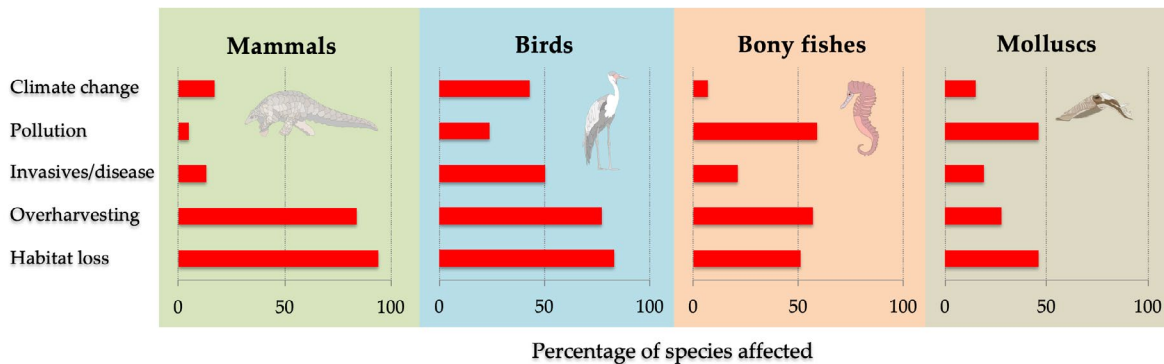 Mammals
Birds
Bony fishes
Molluscs
Climate change
Pollution
Invasives/disease
Overharvesting
Habitat loss
0 50 100
0 50 100
0 50 100
0 50 100
Percentage of species affected